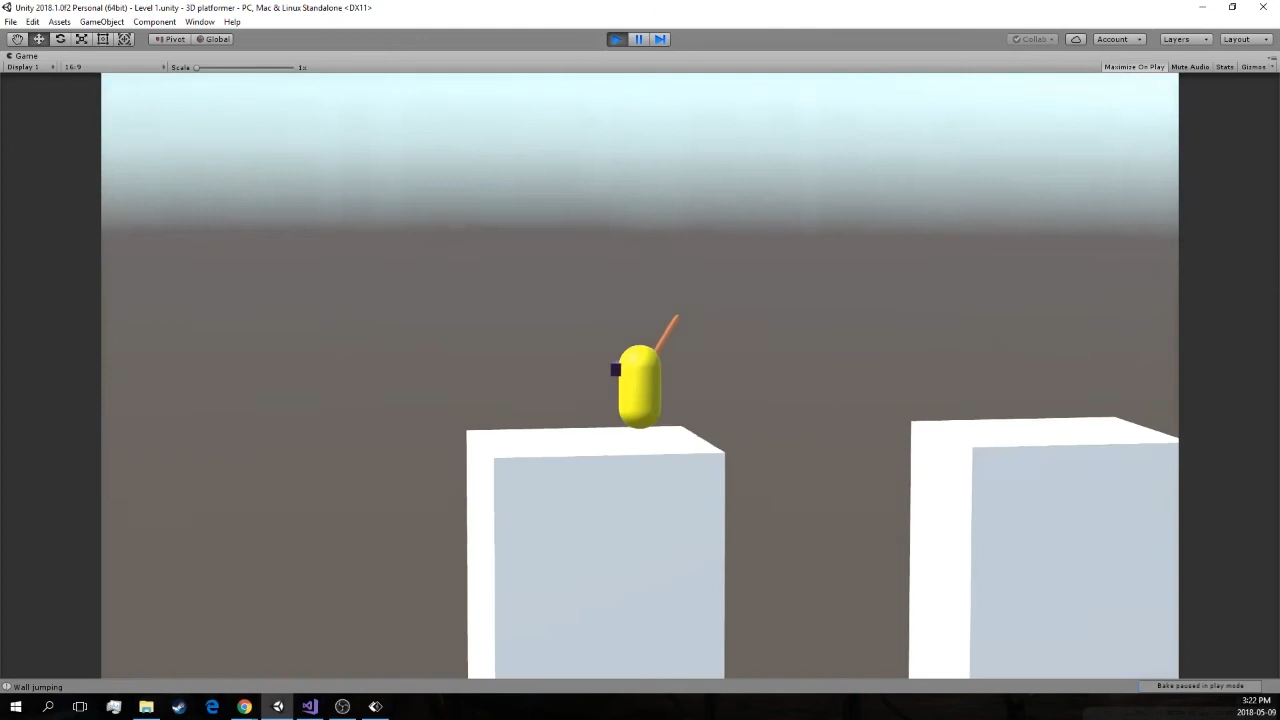 Unity 2018.1.0f2 Personal (64bit) - Level 1.unity - 3D platformer - PC, Mac & Linux Standalone <DX11>
File Edit Assets GameObject Component Window Help
Pivot Global Collab Account Layers Layout
Game
Display 1 16:9 Scale 1x Maximize On Play Mute Audio Stats Gizmos
Wall jumping Bake paused in play mode
3:22 PM
2018-05-09